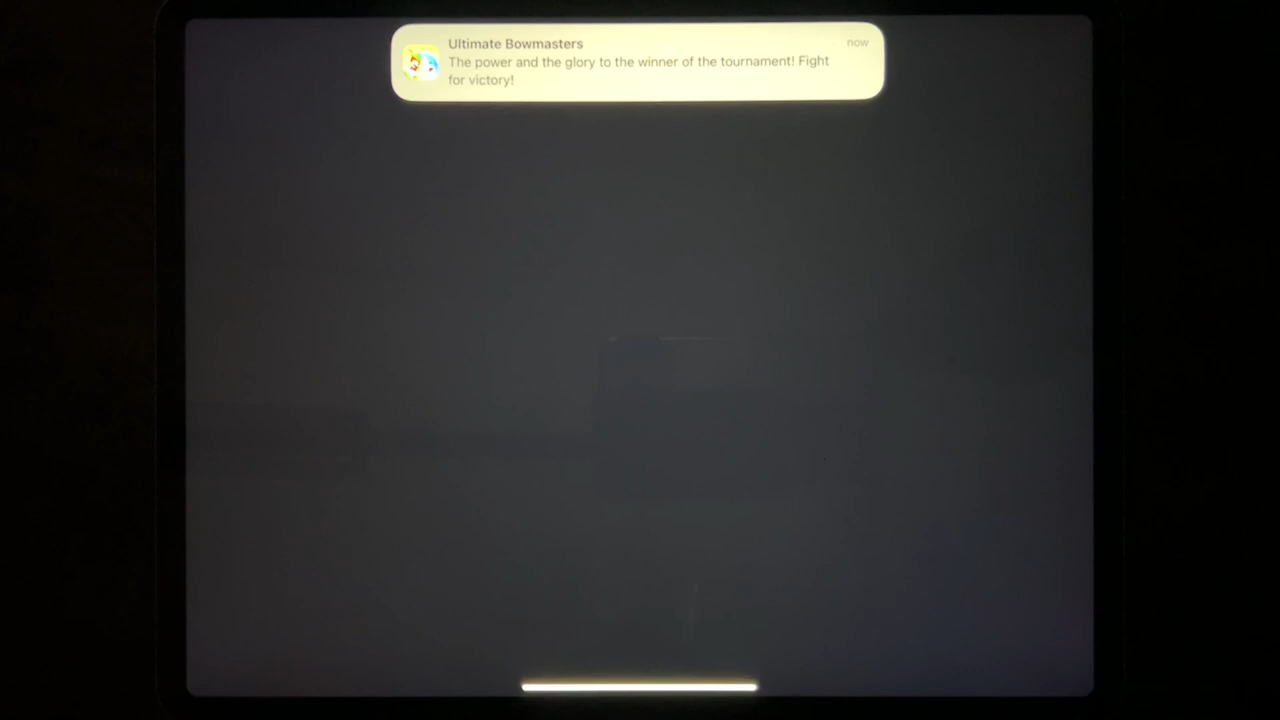 Ultimate Bowmasters
now
The power and the glory to the winner of the tournament! Fight
for victory!